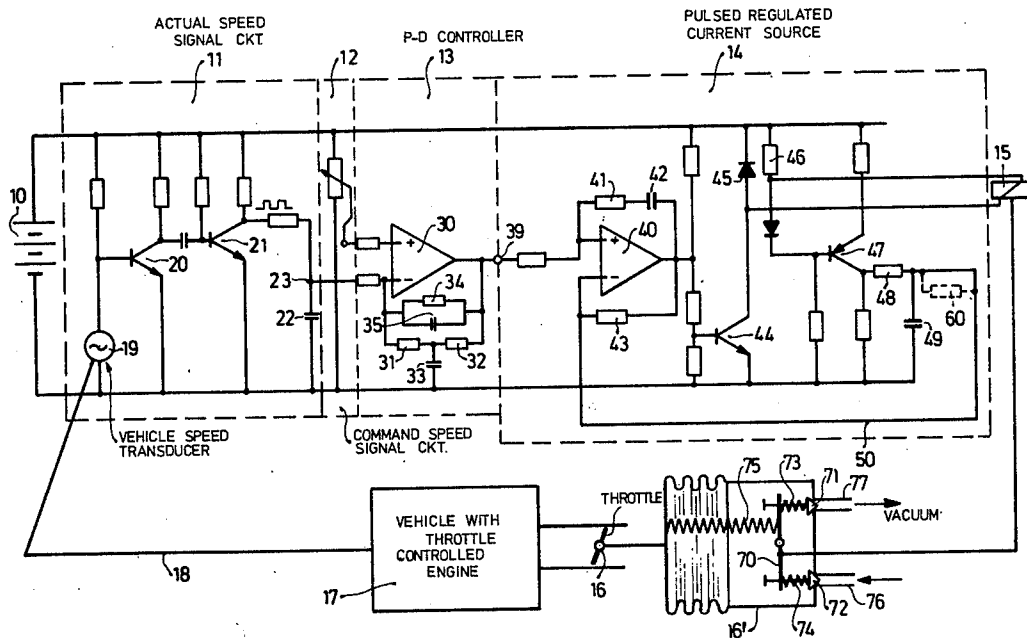 ACTUAL SPEED
SIGNAL CKT.
11
12
P-D CONTROLLER
13
PULSED REGULATED
CURRENT SOURCE
14
10
20
21
23
22
19
VEHICLE SPEED
TRANSDUCER
30
34
35
31
32
33
39
COMMAND SPEED
SIGNAL CKT.
41
42
40
43
44
45
46
47
48
49
60
15
50
18
VEHICLE WITH
THROTTLE
CONTROLLED
ENGINE
17
THROTTLE
16
75
73
71
77
VACUUM
70
74
72
76
16'